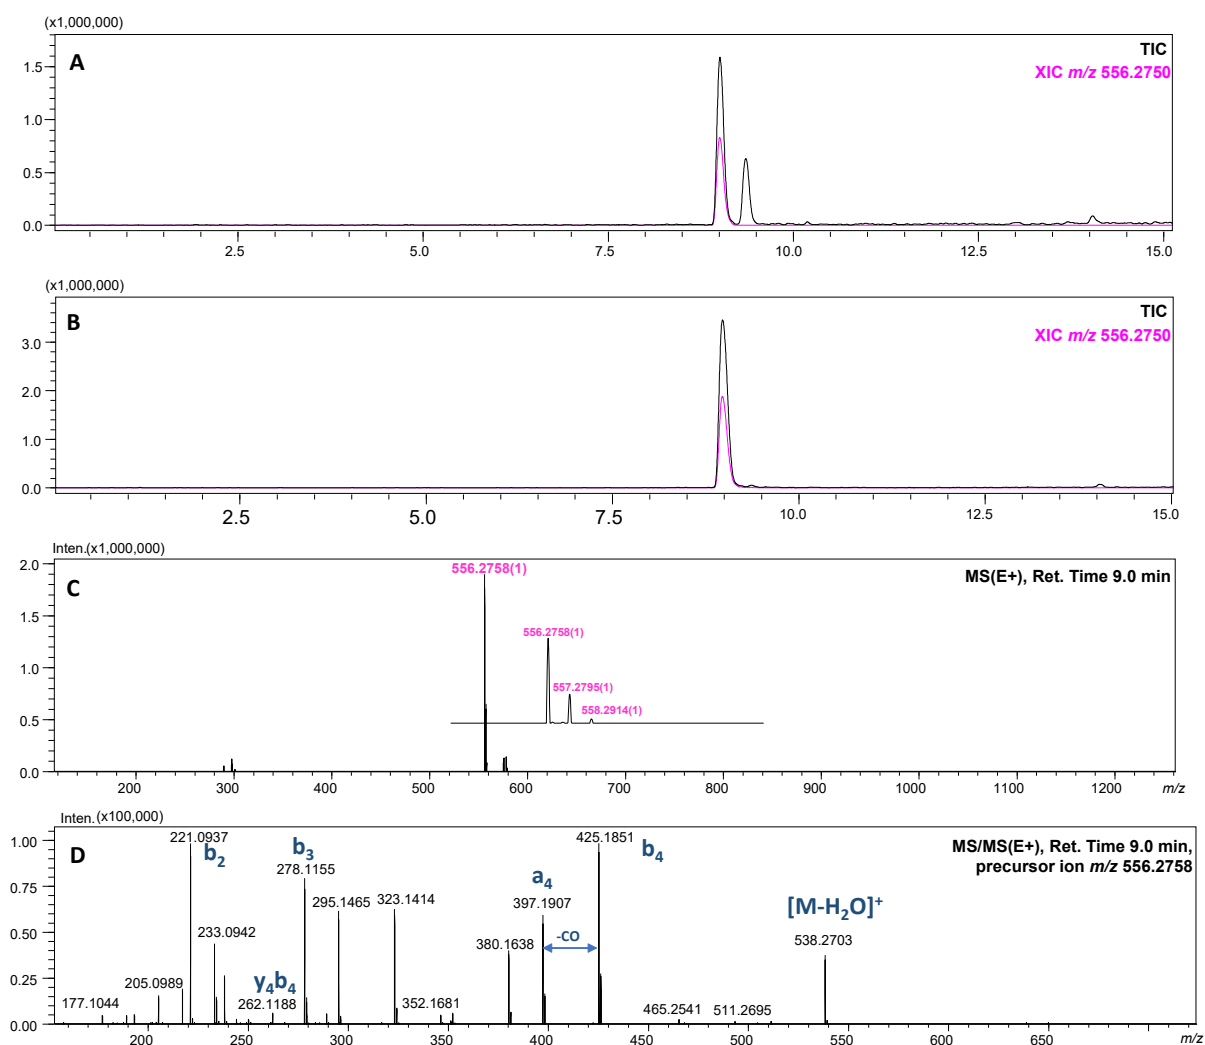 (x1,000,000)
A
TIC
XIC m/z 556.2750
1.5
1.0
0.5
0.0
2.5 5.0 7.5 10.0 12.5 15.0
(x1,000,000)
B
TIC
XIC m/z 556.2750
3.0
2.0
1.0
0.0
2.5 5.0 7.5 10.0 12.5 15.0
Inten.(x1,000,000)
2.0
556.2758(1)
C
MS(E+), Ret. Time 9.0 min
1.5
556.2758(1)
1.0
557.2795(1)
558.2914(1)
0.5
0.0
200 300 400 500 600 700 800 900 1000 1100 1200 m/z
Inten. (x100,000)
1.00
221.0937
425.1851
D
b2
b3
b4
MS/MS(E+), Ret. Time 9.0 min,
precursor ion m/z 556.2758
278.1155
0.75
a4
295.1465
323.1414
397.1907
[M-H2O]+
0.50
233.0942
-CO
380.1638
538.2703
0.25
205.0989
y4b4
177.1044
262.1188
352.1681
465.2541
511.2695
0.00
200 250 300 350 400 450 500 550 600 650 m/z